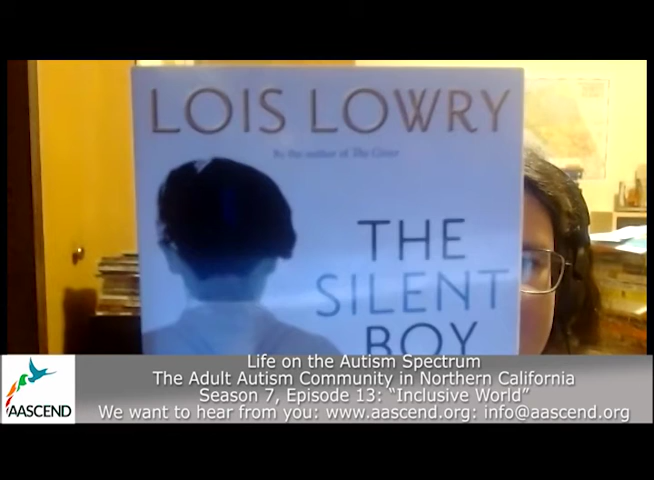 LOIS LOWRY
by the author of The Giver
THE
SILENT
BOY
AASCEND
Life on the Autism Spectrum
The Adult Autism Community in Northern California
Season 7, Episode 13: “Inclusive World”
We want to hear from you: www.aascend.org: info@aascend.org